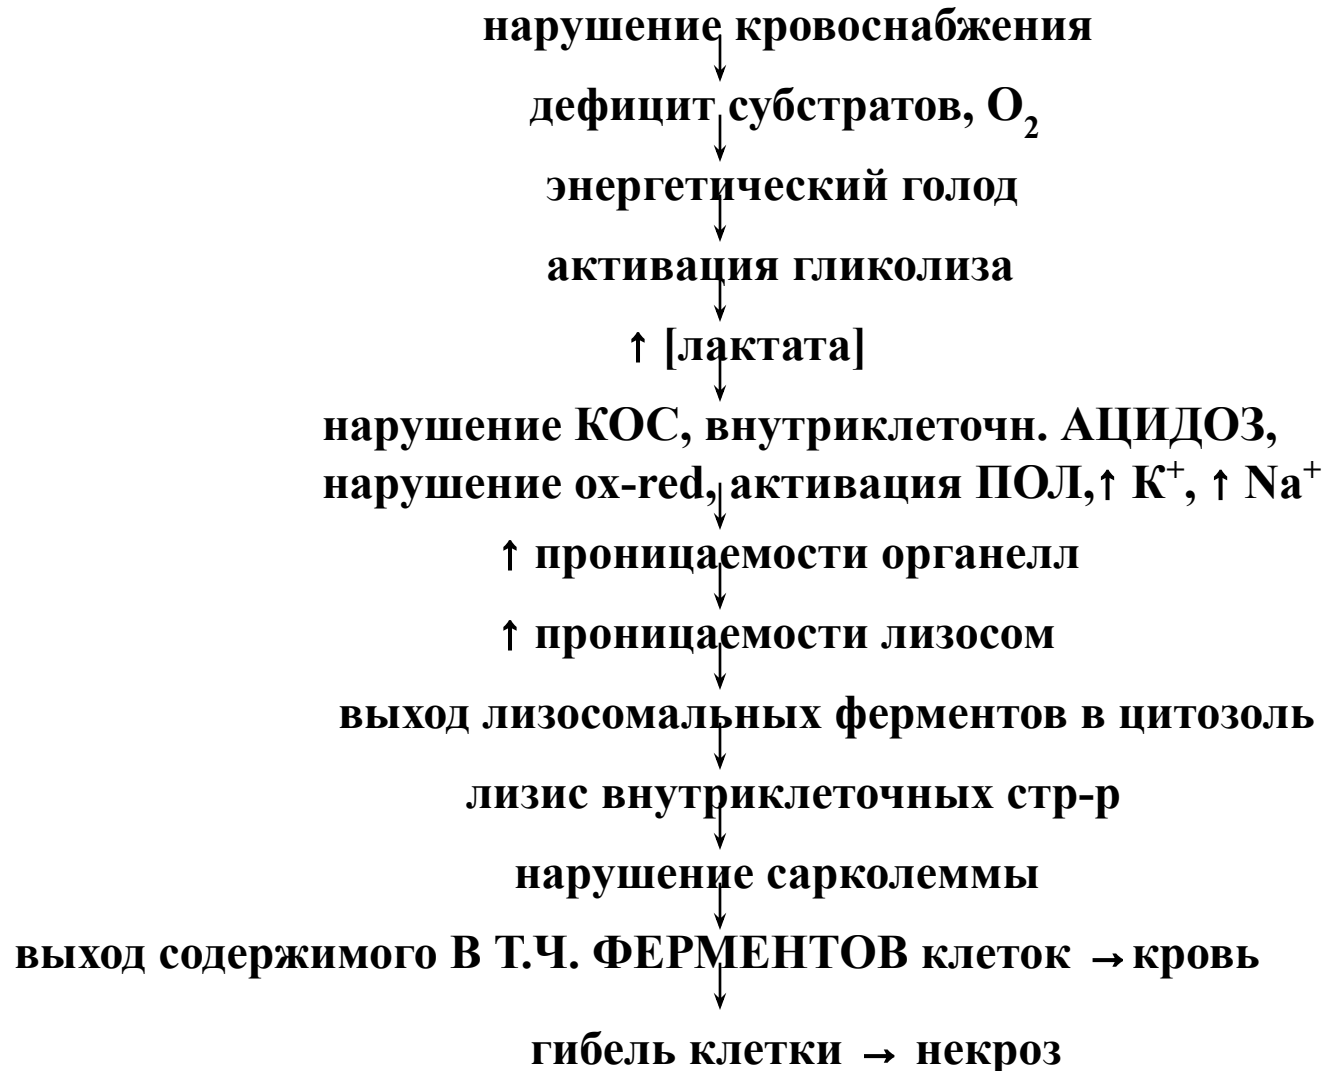 нарушение кровоснабжения
дефицит субстратов, O₂
энергетический голод
активация гликолиза
↑ [лактата]
нарушение КОС, внутриклеточн. АЦИДОЗ,
нарушение ox-red, активация ПОЛ,↑ К⁺, ↑ Na⁺
↑ проницаемости органелл
↑ проницаемости лизосом
выход лизосомальных ферментов в цитозоль
лизис внутриклеточных стр-р
нарушение сарколеммы
выход содержимого В Т.Ч. ФЕРМЕНТОВ клеток → кровь
гибель клетки → некроз